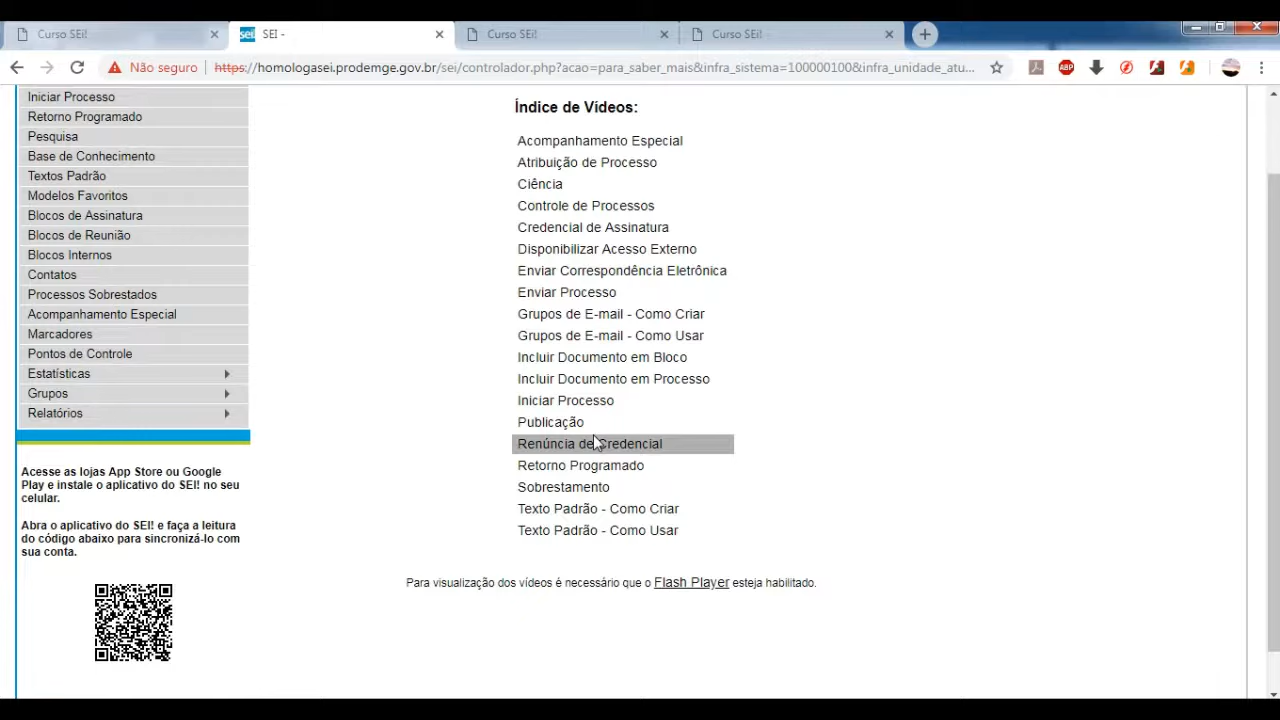 Curso SEi!
SEI -
Curso SEi!
Curso SEi!
Não seguro
https://homologasei.prodemge.gov.br/sei/controlador.php?acao=para_saber_mais&infra_sistema=100000100&infra_unidade_atu...
ABP
Iniciar Processo
Retorno Programado
Pesquisa
Base de Conhecimento
Textos Padrão
Modelos Favoritos
Blocos de Assinatura
Blocos de Reunião
Blocos Internos
Contatos
Processos Sobrestados
Acompanhamento Especial
Marcadores
Pontos de Controle
Estatísticas
Grupos
Relatórios
Acesse as lojas App Store ou Google
Play e instale o aplicativo do SEI! no seu
celular.
Abra o aplicativo do SEI! e faça a leitura
do código abaixo para sincronizá-lo com
sua conta.
Índice de Vídeos:
Acompanhamento Especial
Atribuição de Processo
Ciência
Controle de Processos
Credencial de Assinatura
Disponibilizar Acesso Externo
Enviar Correspondência Eletrônica
Enviar Processo
Grupos de E-mail - Como Criar
Grupos de E-mail - Como Usar
Incluir Documento em Bloco
Incluir Documento em Processo
Iniciar Processo
Publicação
Renúncia de Credencial
Retorno Programado
Sobrestamento
Texto Padrão - Como Criar
Texto Padrão - Como Usar
Para visualização dos vídeos é necessário que o Flash Player esteja habilitado.